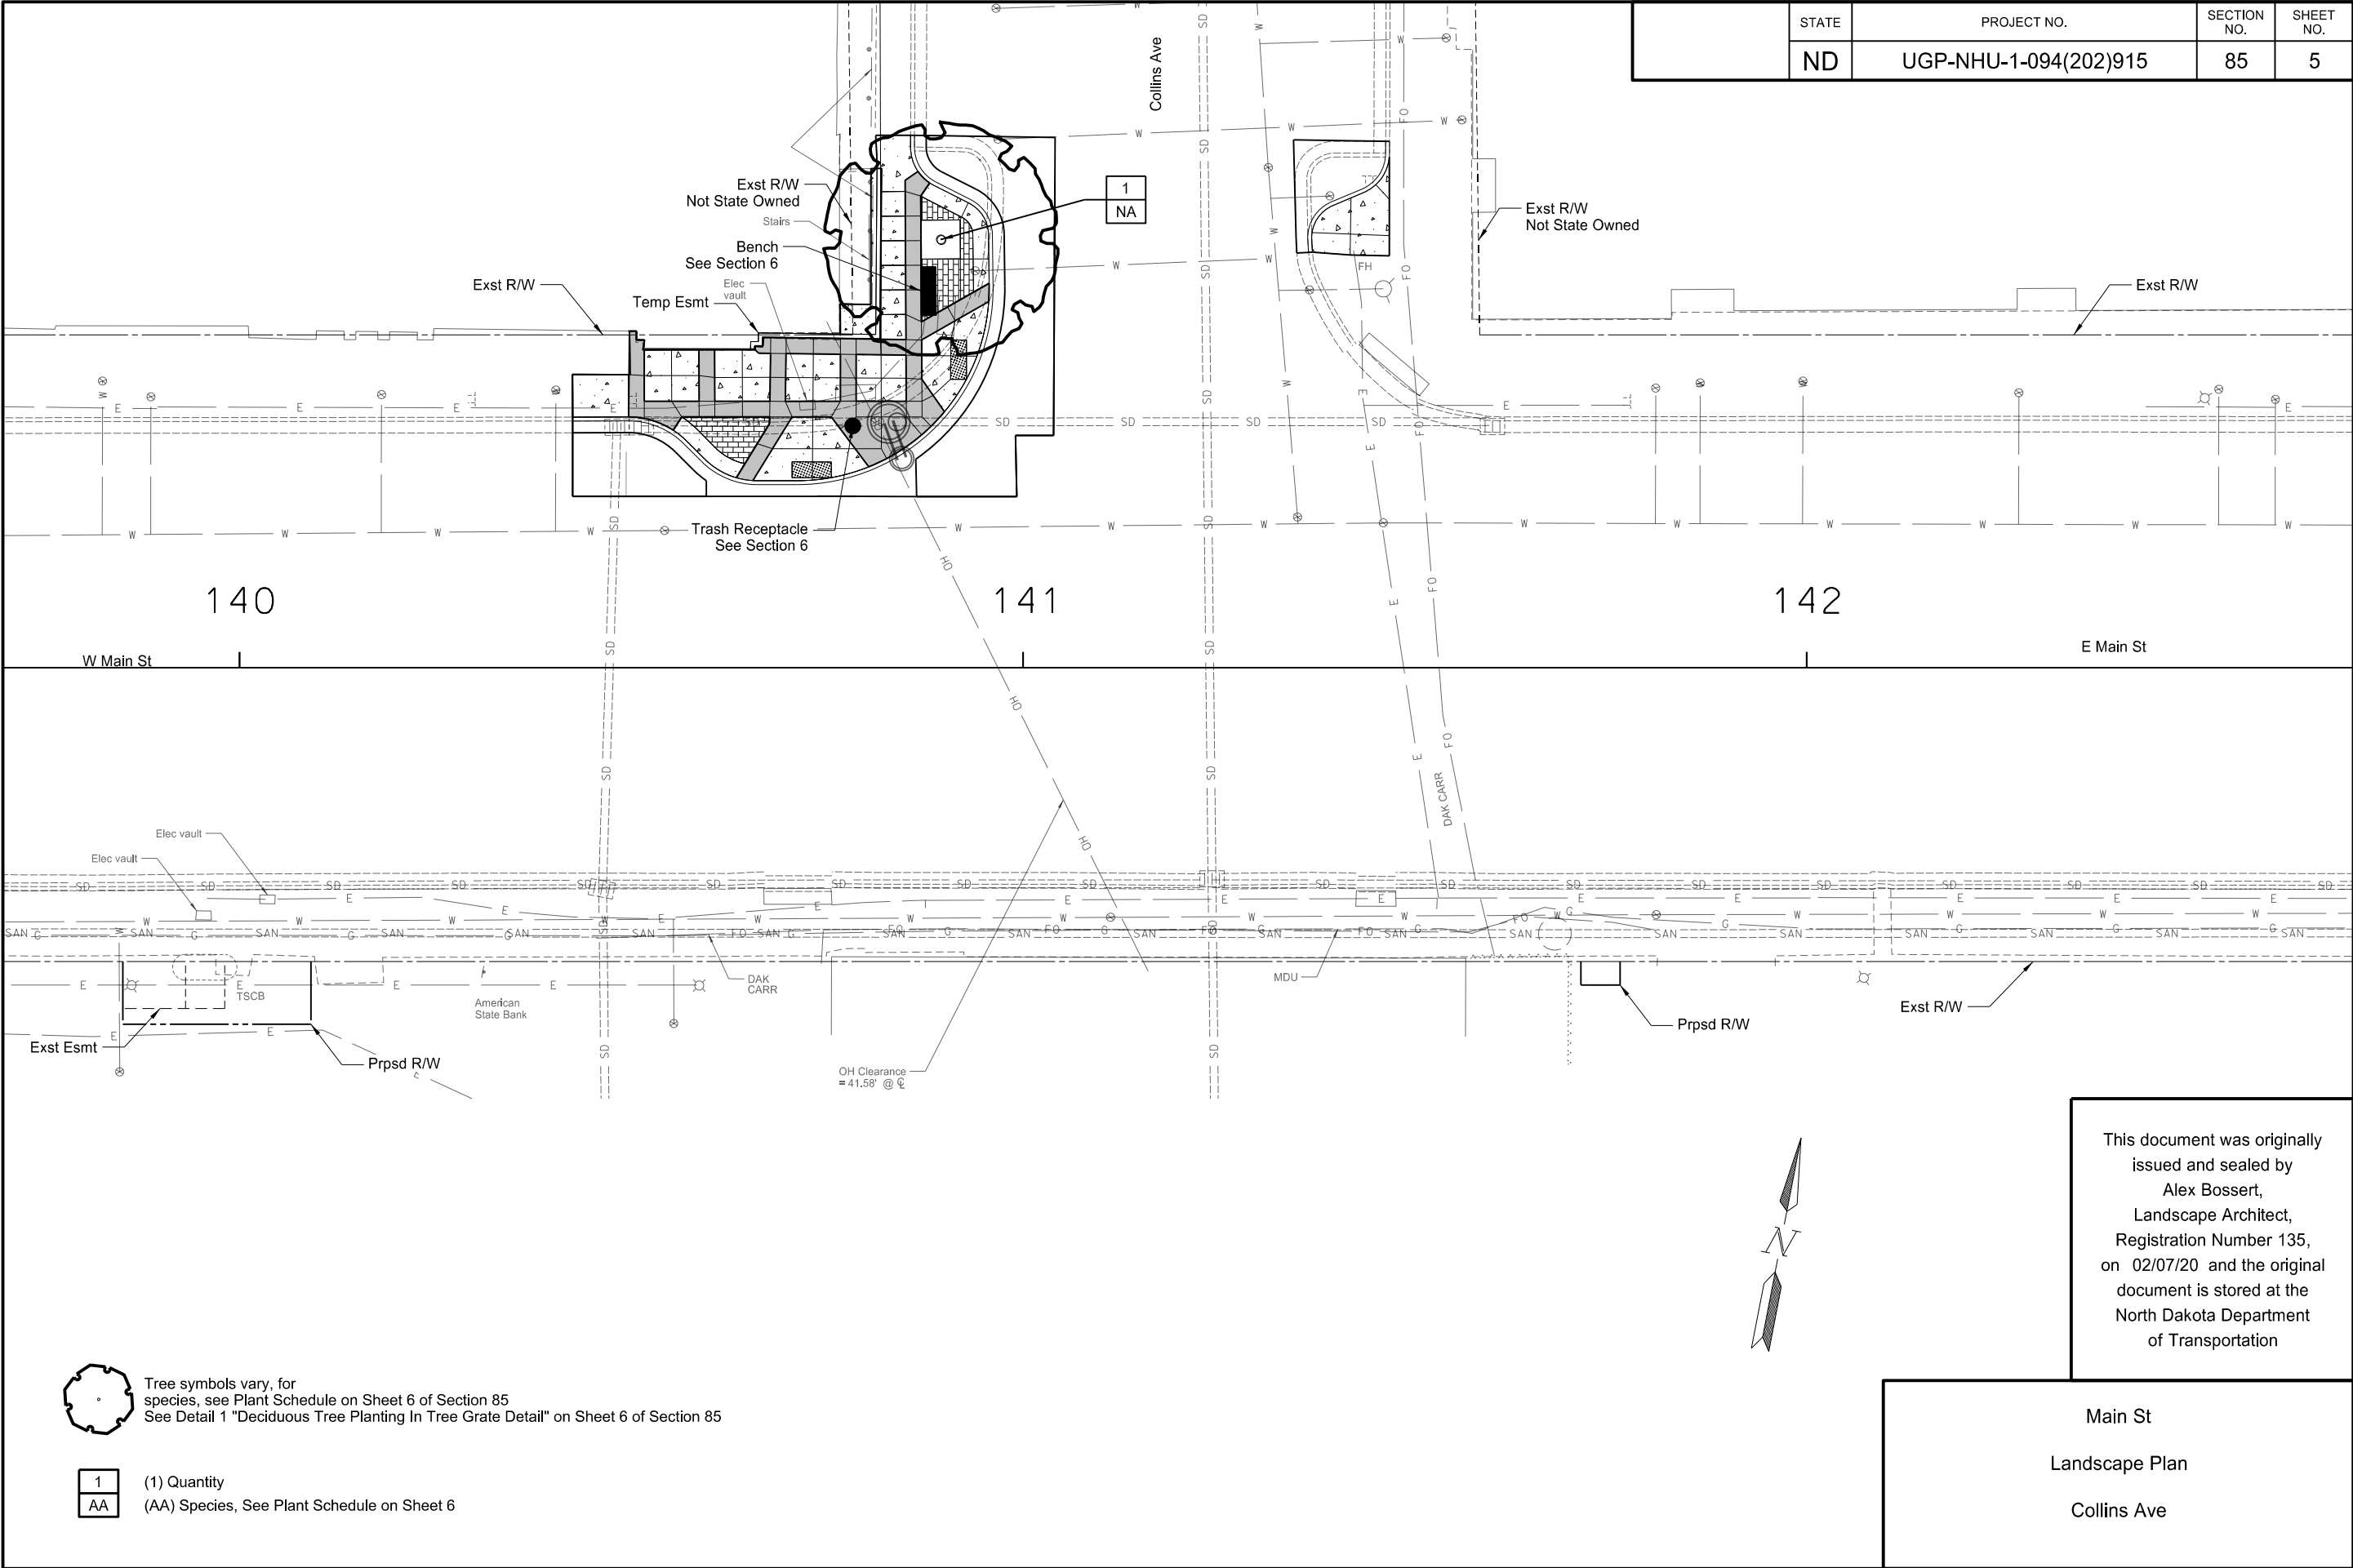 STATE
PROJECT NO.
SECTION
NO.
SHEET
NO.
ND
UGP-NHU-1-094(202)915
85
5
Collins Ave
Exst R/W
Not State Owned
Stairs
Bench
See Section 6
Elec
vault
Temp Esmt
Exst R/W
1
NA
Exst R/W
Not State Owned
FH
Exst R/W
Trash Receptacle
See Section 6
140
141
142
W Main St
E Main St
DAK CARR
Elec vault
Elec vault
TSCB
American
State Bank
DAK
CARR
MDU
Exst Esmt
Prpsd R/W
OH Clearance
= 41.58' @ ℄
Prpsd R/W
Exst R/W
N
This document was originally
issued and sealed by
Alex Bossert,
Landscape Architect,
Registration Number 135,
on 02/07/20 and the original
document is stored at the
North Dakota Department
of Transportation
Tree symbols vary, for
species, see Plant Schedule on Sheet 6 of Section 85
See Detail 1 "Deciduous Tree Planting In Tree Grate Detail" on Sheet 6 of Section 85
1
(1) Quantity
AA
(AA) Species, See Plant Schedule on Sheet 6
Main St
Landscape Plan
Collins Ave